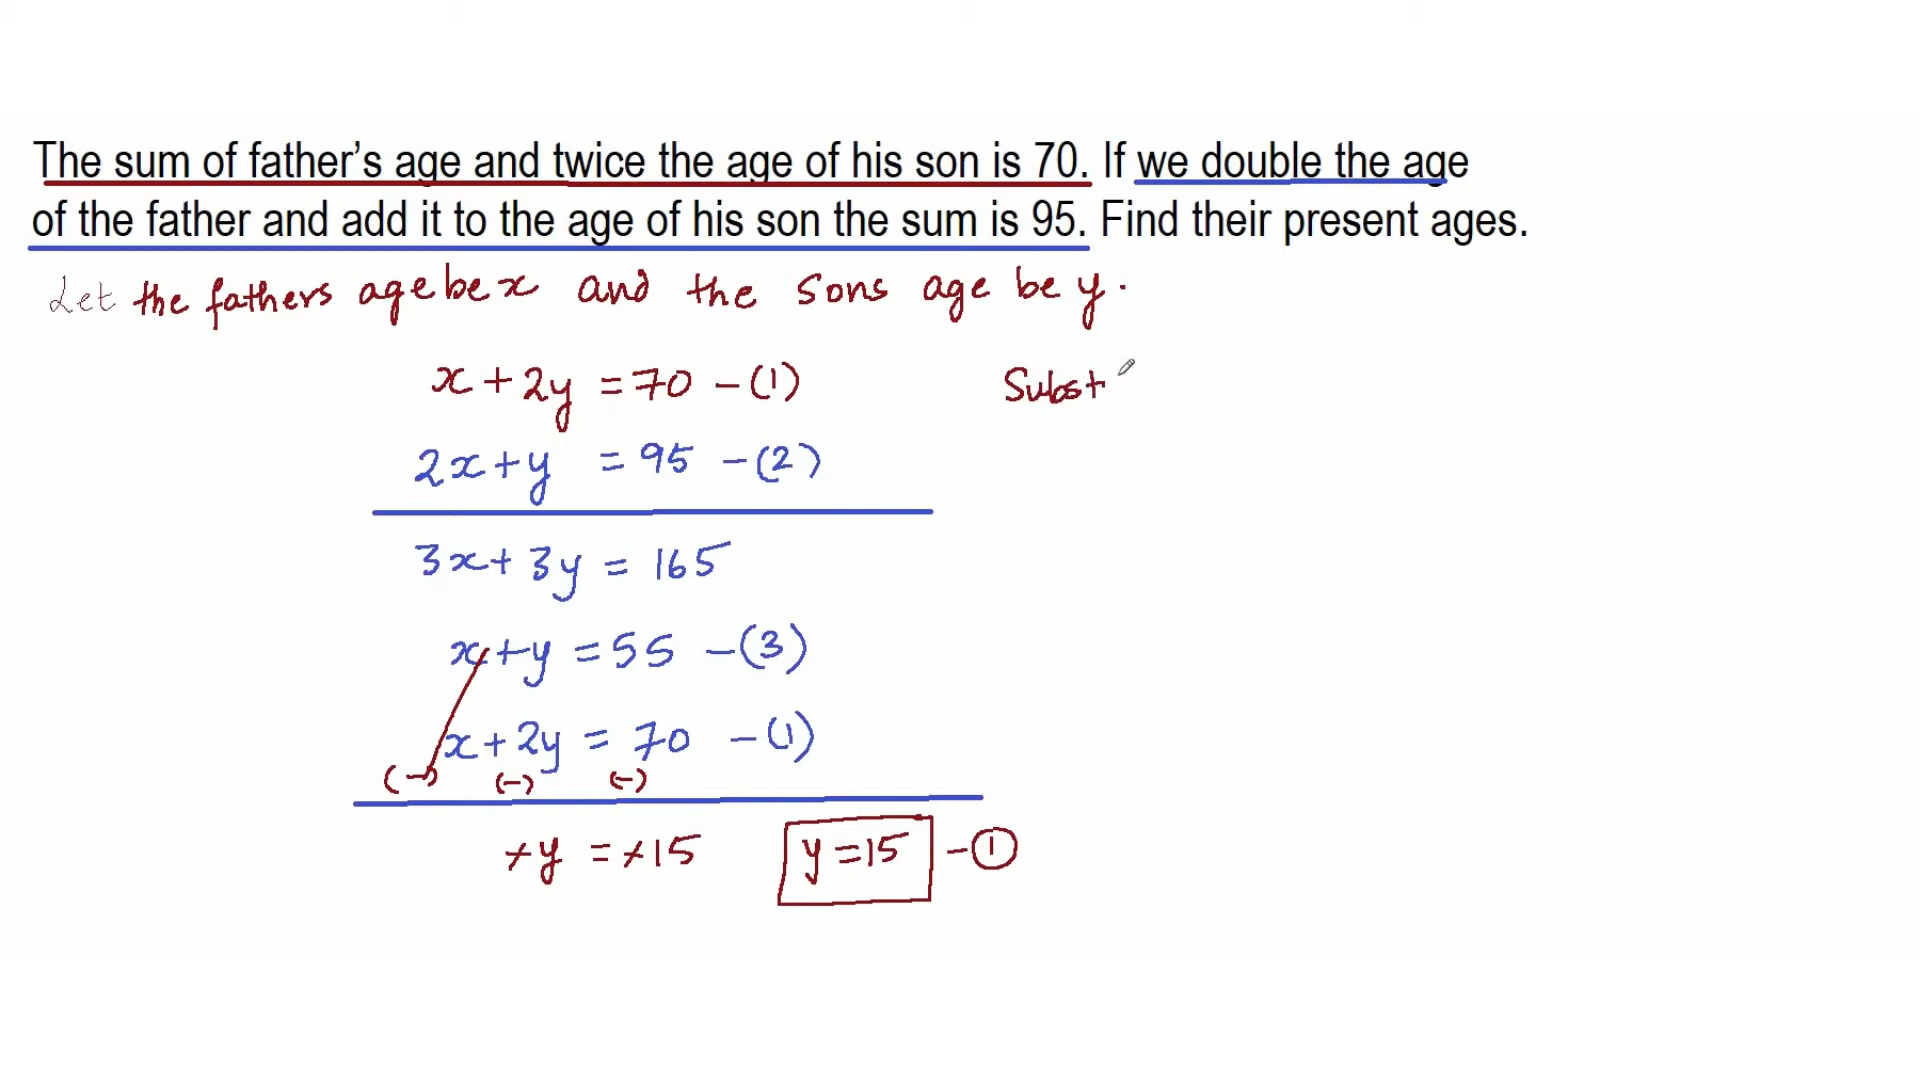 The sum of father's age and twice the age of his son is 70. If we double the age
of the father and add it to the age of his son the sum is 95. Find their present ages.
Let the fathers age be x and the sons age be y.
x + 2y = 70 - (1)
2x + y = 95 - (2)
3x + 3y = 165
x + y = 55 - (3)
x + 2y = 70 - (1)
(-) (-) (-)
-y = -15 y = 15 - ①
Subst